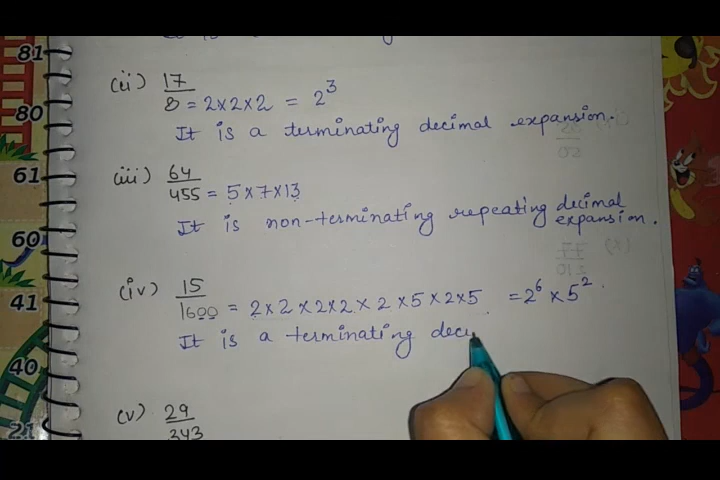 81
80
61
60
41
40
21
(ii) 17
8 = 2×2×2 = 2³
It is a terminating decimal expansion.
(iii) 64
455 = 5×7×13
It is non-terminating repeating decimal
expansion.
(iv) 15
1600 = 2×2×2×2×2×5×2×5 = 2⁶×5².
It is a terminating deci
(v) 29
343